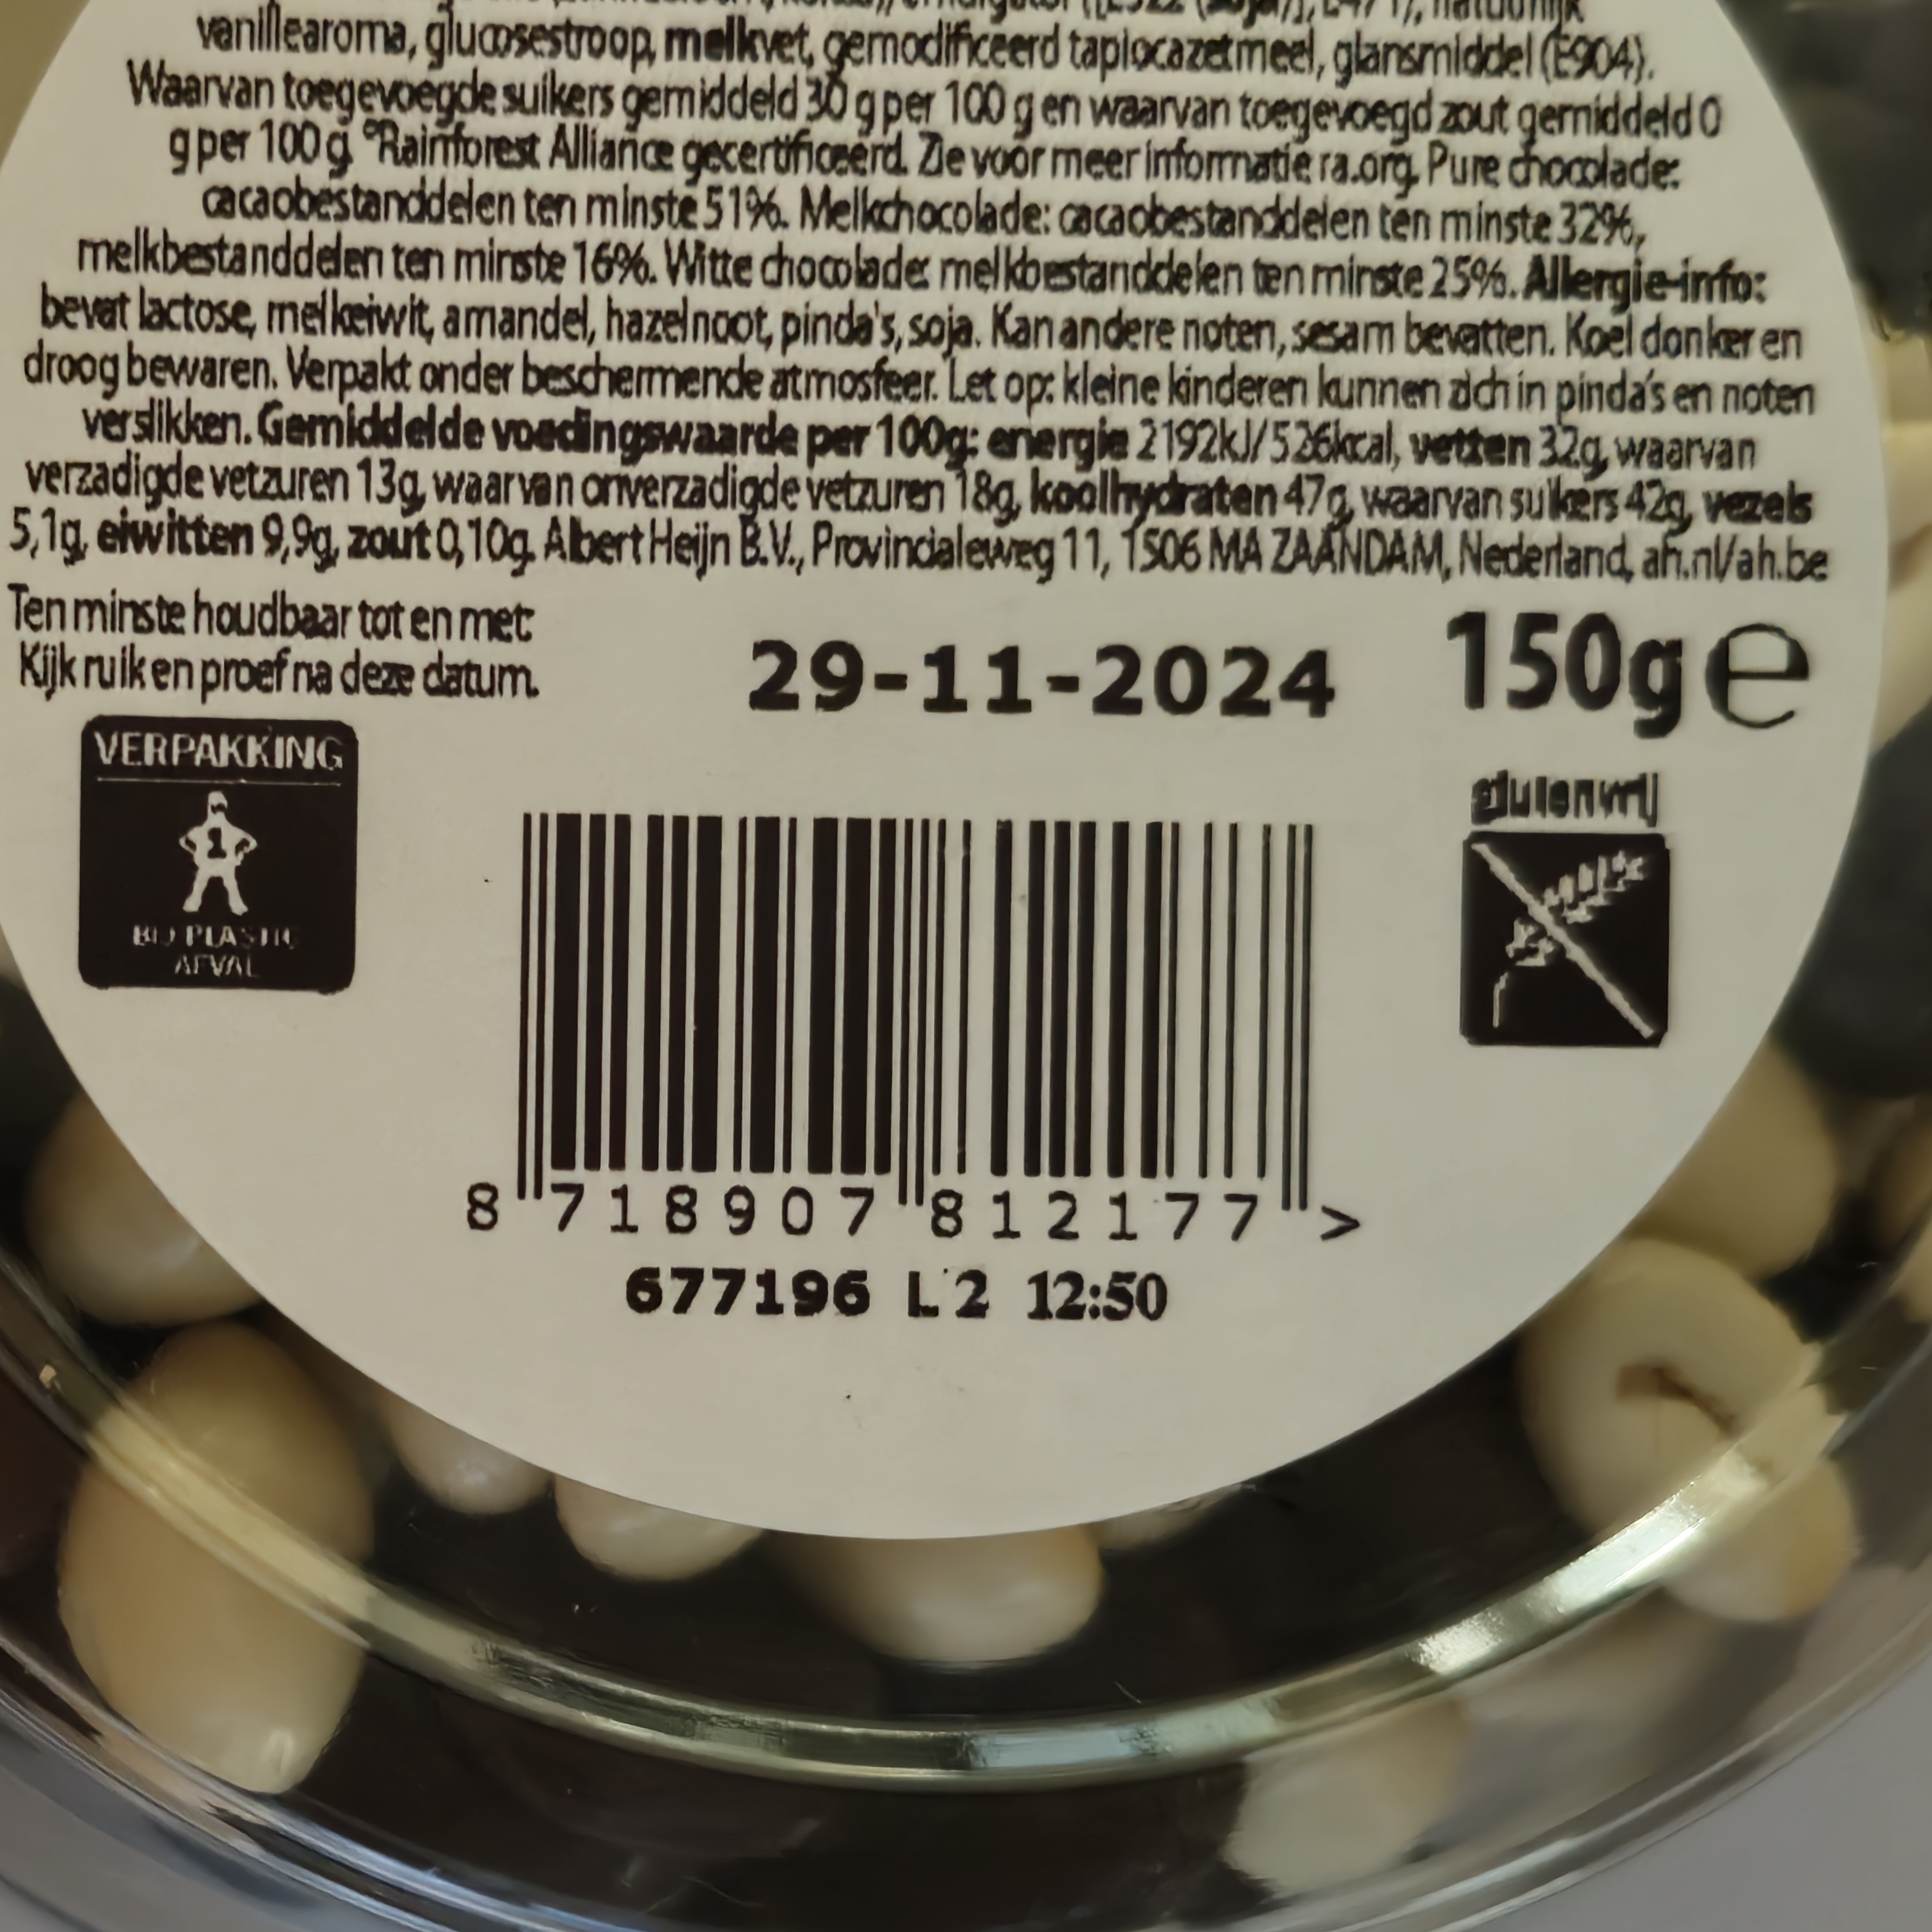 vanillearoma, glucosestroop, melkvet, gemodificeerd tapiocazetmeel, glansmiddel (E904).
Waarvan toegevoegde suikers gemiddeld 30 g per 100 g en waarvan toegevoegd zout gemiddeld 0
g per 100 g. °Rainforest Alliance gecertificeerd. Zie voor meer informatie ra.org. Pure chocolade:
cacaobestanddelen ten minste 51%. Melkchocolade: cacaobestanddelen ten minste 32%,
melkbestanddelen ten minste 16%. Witte chocolade: melkbestanddelen ten minste 25%. Allergie-info:
bevat lactose, melkeiwit, amandel, hazelnoot, pinda's, soja. Kan andere noten, sesam bevatten. Koel donker en
droog bewaren. Verpakt onder beschermende atmosfeer. Let op: kleine kinderen kunnen zich in pinda's en noten
verslikken. Gemiddelde voedingswaarde per 100g: energie 2192kJ/526kcal, vetten 32g, waarvan
verzadigde vetzuren 13g, waarvan onverzadigde vetzuren 18g, koolhydraten 47g, waarvan suikers 42g, vezels
5,1g, eiwitten 9,9g, zout 0,10g. Albert Heijn B.V., Provincialeweg 11, 1506 MA ZAANDAM, Nederland, ah.nl/ah.be
Ten minste houdbaar tot en met:
Kijk ruik en proef na deze datum.
29-11-2024
150g e
VERPAKKING
1
BIJ PLASTIC
AFVAL
glutenvrij
8 718907 812177 >
677196 L 2 12:50